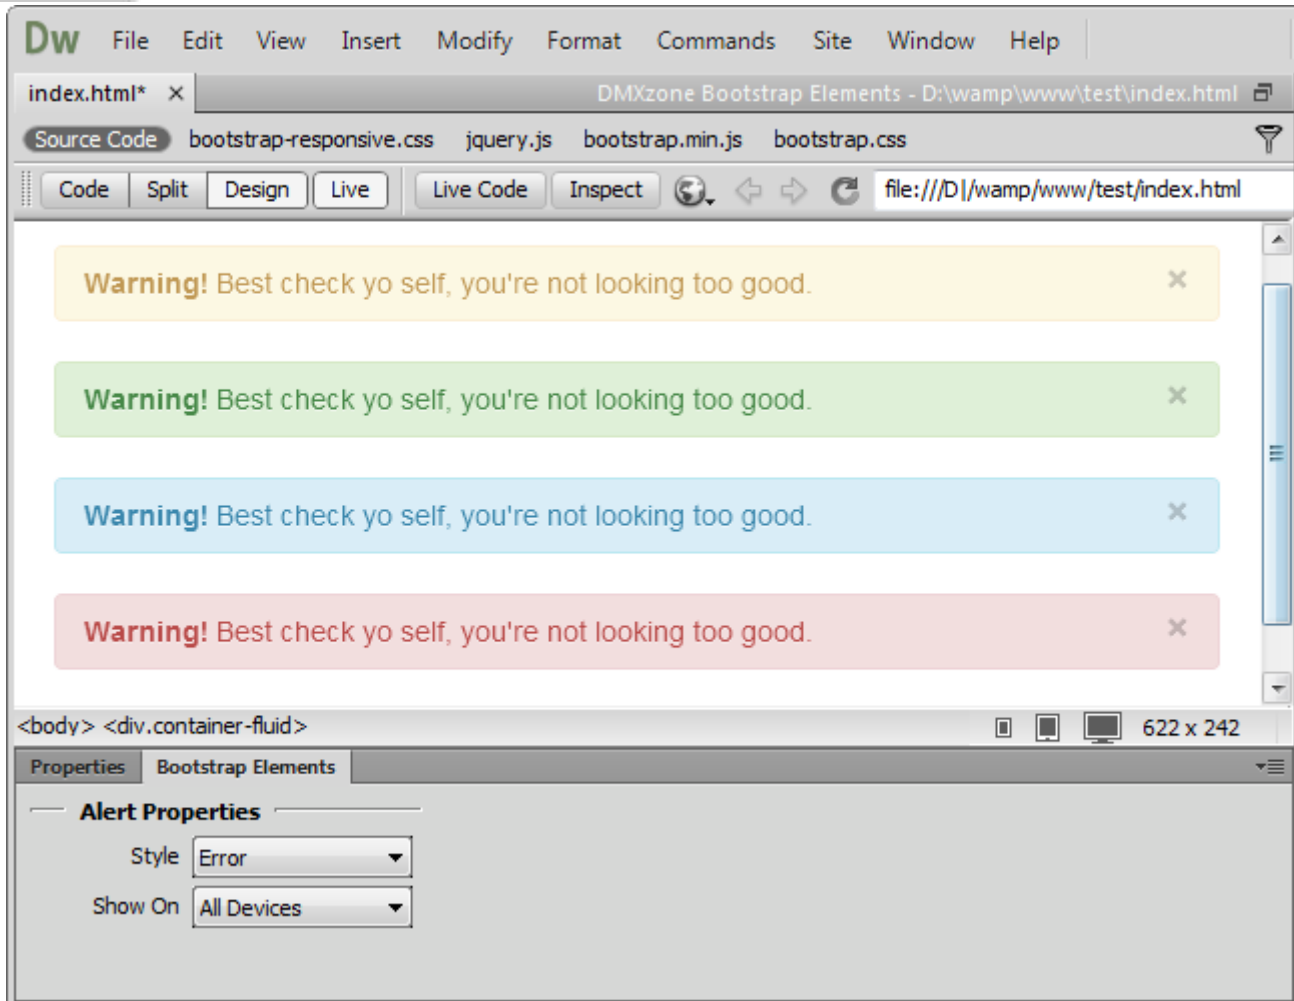 Dw File Edit View Insert Modify Format Commands Site Window Help
index.html* × DMXzone Bootstrap Elements - D:\wamp\www\test\index.html
Source Code bootstrap-responsive.css jquery.js bootstrap.min.js bootstrap.css
Code Split Design Live Live Code Inspect file:///D|/wamp/www/test/index.html
Warning! Best check yo self, you're not looking too good. ×
Warning! Best check yo self, you're not looking too good. ×
Warning! Best check yo self, you're not looking too good. ×
Warning! Best check yo self, you're not looking too good. ×
<body> <div.container-fluid> 622 x 242
Properties Bootstrap Elements
Alert Properties
Style Error
Show On All Devices